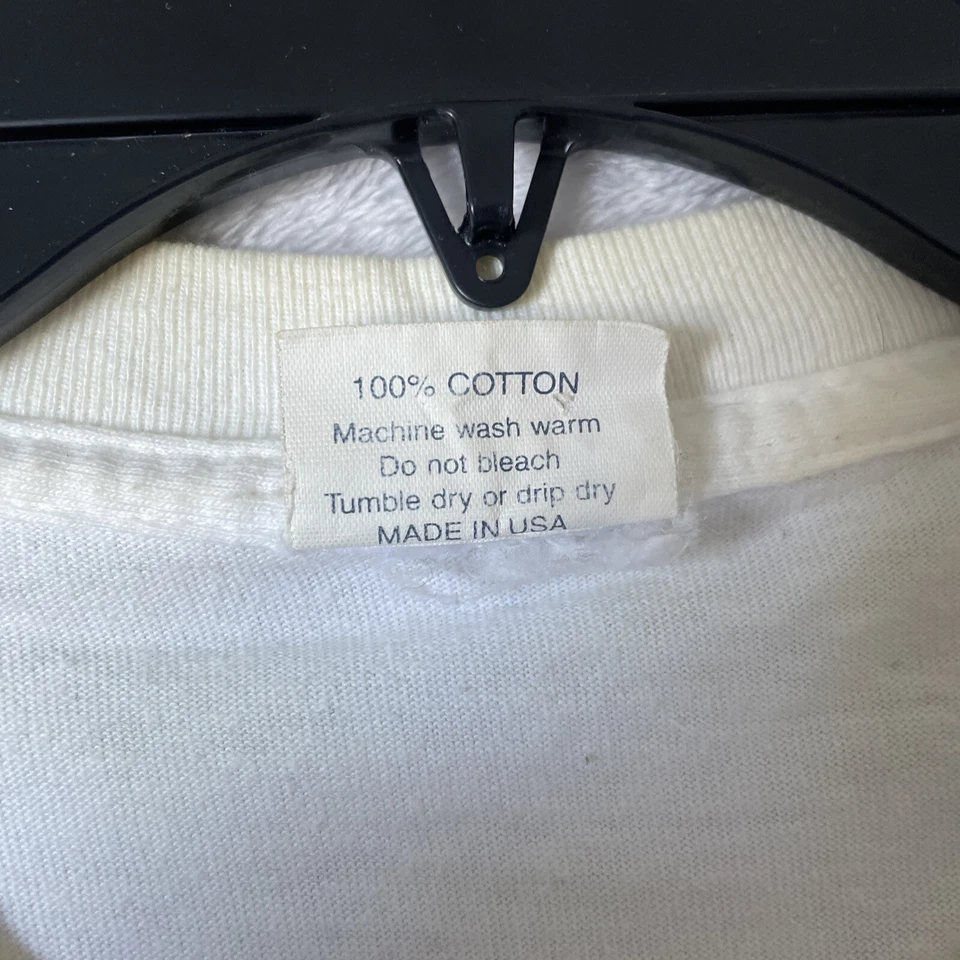 100% COTTON
Machine wash warm
Do not bleach
Tumble dry or drip dry
MADE IN USA